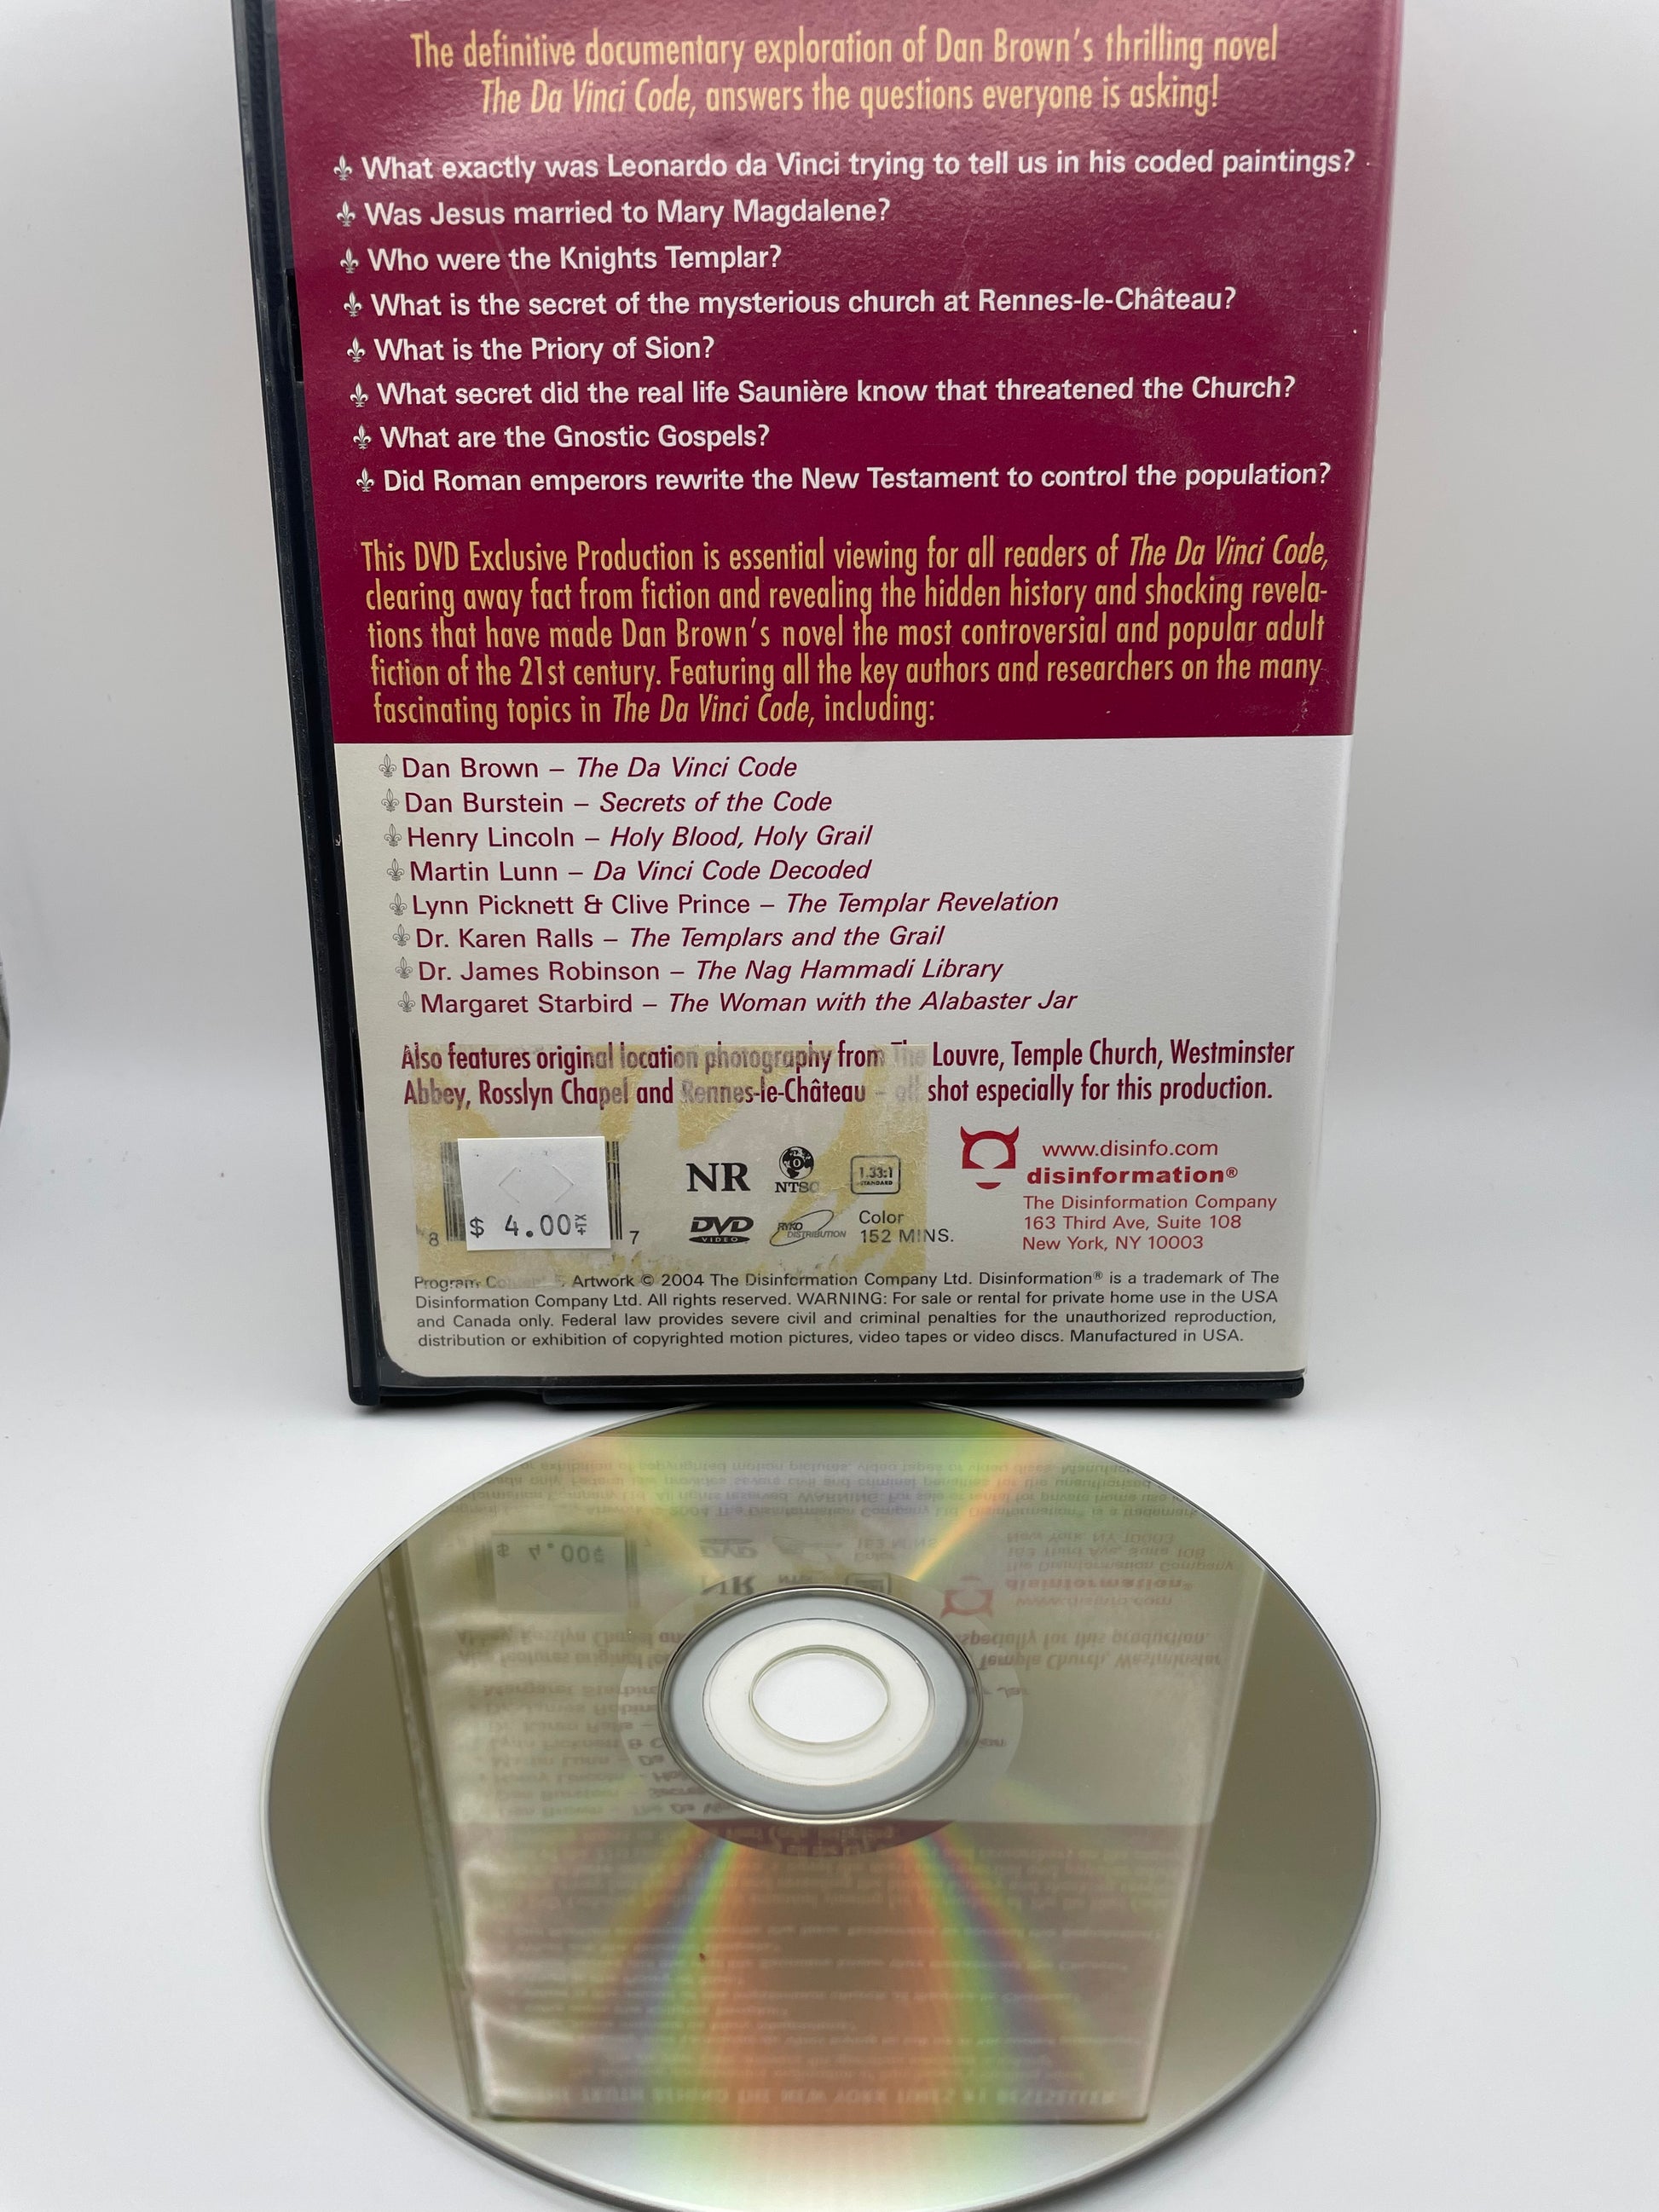 The definitive documentary exploration of Dan Brown's thrilling novel
The Da Vinci Code, answers the questions everyone is asking!
What exactly was Leonardo da Vinci trying to tell us in his coded paintings?
Was Jesus married to Mary Magdalene?
Who were the Knights Templar?
What is the secret of the mysterious church at Rennes-le-Château?
What is the Priory of Sion?
What secret did the real life Saunière know that threatened the Church?
What are the Gnostic Gospels?
Did Roman emperors rewrite the New Testament to control the population?
This DVD Exclusive Production is essential viewing for all readers of The Da Vinci Code,
clearing away fact from fiction and revealing the hidden history and shocking revela-
tions that have made Dan Brown's novel the most controversial and popular adult
fiction of the 21st century. Featuring all the key authors and researchers on the many
fascinating topics in The Da Vinci Code, including:
Dan Brown – The Da Vinci Code
Dan Burstein – Secrets of the Code
Henry Lincoln – Holy Blood, Holy Grail
Martin Lunn – Da Vinci Code Decoded
Lynn Picknett & Clive Prince – The Templar Revelation
Dr. Karen Ralls – The Templars and the Grail
Dr. James Robinson – The Nag Hammadi Library
Margaret Starbird – The Woman with the Alabaster Jar
Also features original location photography from The Louvre, Temple Church, Westminster
Abbey, Rosslyn Chapel and Rennes-le-Château – all shot especially for this production.
8 7
$ 4.00 +TX
NR
NTSC
1.33:1
STANDARD
DVD
VIDEO
RYKO
DISTRIBUTION
Color
152 MINS.
www.disinfo.com
disinformation®
The Disinformation Company
163 Third Ave, Suite 108
New York, NY 10003
Program Artwork © 2004 The Disinformation Company Ltd. Disinformation® is a trademark of The
Disinformation Company Ltd. All rights reserved. WARNING: For sale or rental for private home use in the USA
and Canada only. Federal law provides severe civil and criminal penalties for the unauthorized reproduction,
distribution or exhibition of copyrighted motion pictures, video tapes or video discs. Manufactured in USA.